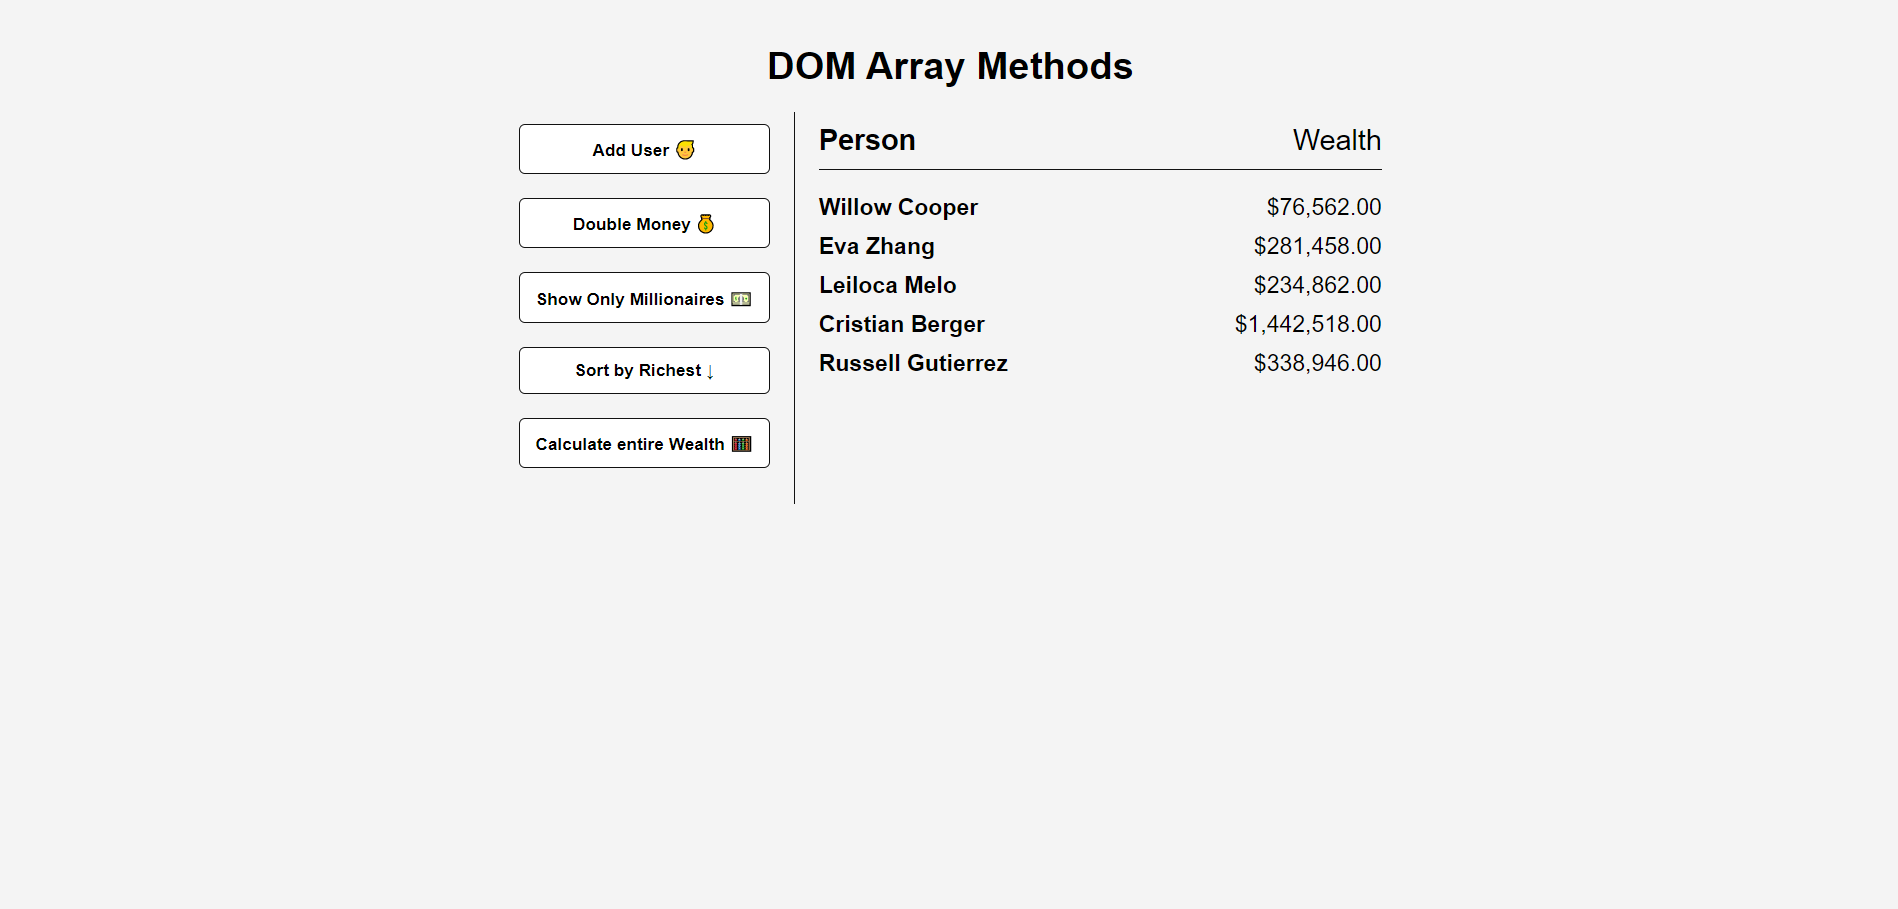 DOM Array Methods
Add User
Double Money
Show Only Millionaires
Sort by Richest ↓
Calculate entire Wealth
Person Wealth
Willow Cooper $76,562.00
Eva Zhang $281,458.00
Leiloca Melo $234,862.00
Cristian Berger $1,442,518.00
Russell Gutierrez $338,946.00